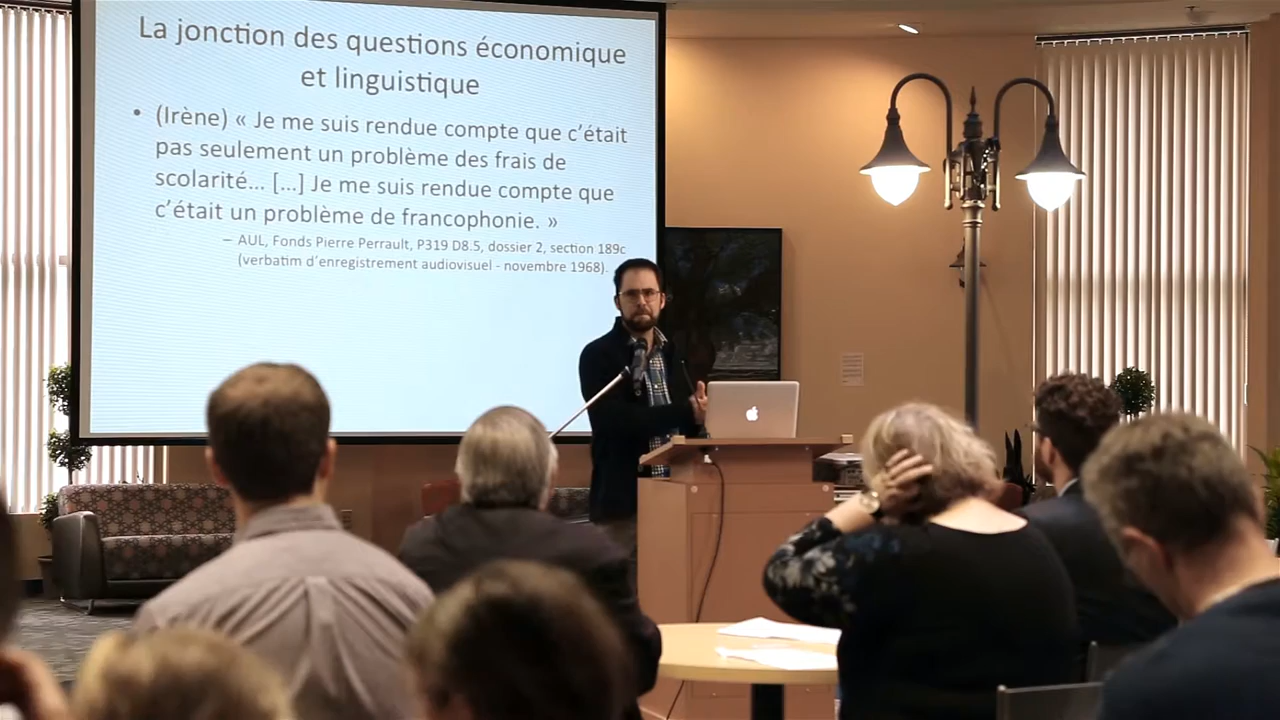 La jonction des questions économique
et linguistique
• (Irène) « Je me suis rendue compte que c'était
pas seulement un problème des frais de
scolarité... [...] Je me suis rendue compte que
c'était un problème de francophonie. »
– AUL, Fonds Pierre Perrault, P319 D8.5, dossier 2, section 189c
(verbatim d'enregistrement audiovisuel - novembre 1968).